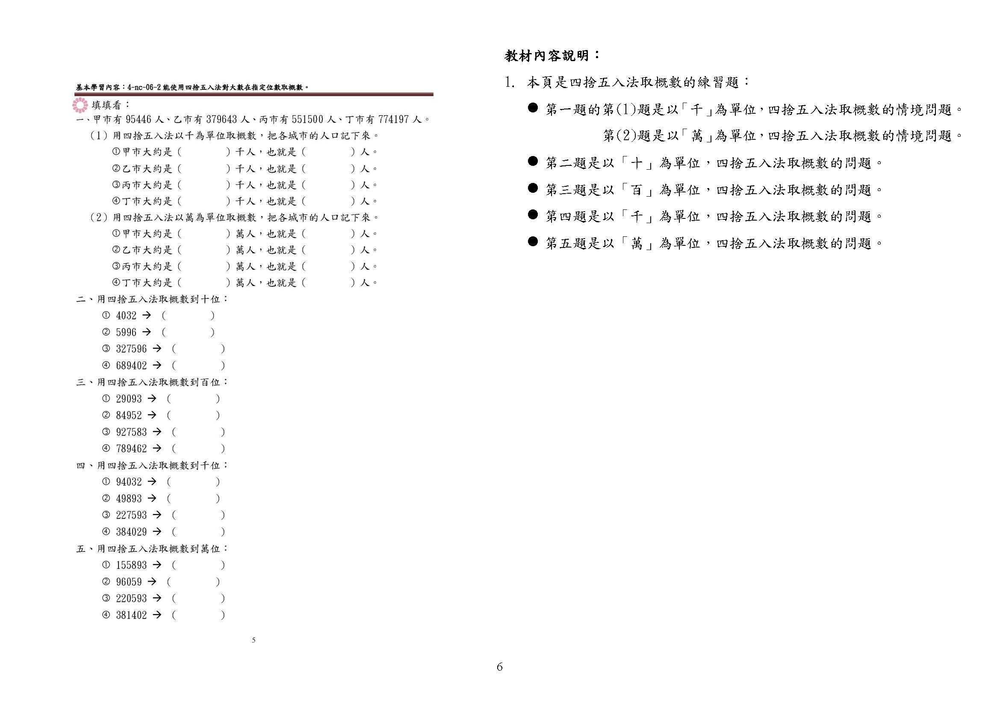 基本學習內容：4-nc-06-2 能使用四捨五入法對大數在指定位數取概數。
填填看：
一、甲市有 95446 人、乙市有 379643 人、丙市有 551500 人、丁市有 774197 人。
（1）用四捨五入法以千為單位取概數，把各城市的人口記下來。
①甲市大約是（　　　　）千人，也就是（　　　　）人。
②乙市大約是（　　　　）千人，也就是（　　　　）人。
③丙市大約是（　　　　）千人，也就是（　　　　）人。
④丁市大約是（　　　　）千人，也就是（　　　　）人。
（2）用四捨五入法以萬為單位取概數，把各城市的人口記下來。
①甲市大約是（　　　　）萬人，也就是（　　　　）人。
②乙市大約是（　　　　）萬人，也就是（　　　　）人。
③丙市大約是（　　　　）萬人，也就是（　　　　）人。
④丁市大約是（　　　　）萬人，也就是（　　　　）人。
二、用四捨五入法取概數到十位：
① 4032 → （　　　　）
② 5996 → （　　　　）
③ 327596 → （　　　　）
④ 689402 → （　　　　）
三、用四捨五入法取概數到百位：
① 29093 → （　　　　）
② 84952 → （　　　　）
③ 927583 → （　　　　）
④ 789462 → （　　　　）
四、用四捨五入法取概數到千位：
① 94032 → （　　　　）
② 49893 → （　　　　）
③ 227593 → （　　　　）
④ 384029 → （　　　　）
五、用四捨五入法取概數到萬位：
① 155893 → （　　　　）
② 96059 → （　　　　）
③ 220593 → （　　　　）
④ 381402 → （　　　　）
5
教材內容說明：
1. 本頁是四捨五入法取概數的練習題：
● 第一題的第(1)題是以「千」為單位，四捨五入法取概數的情境問題。
第(2)題是以「萬」為單位，四捨五入法取概數的情境問題。
● 第二題是以「十」為單位，四捨五入法取概數的問題。
● 第三題是以「百」為單位，四捨五入法取概數的問題。
● 第四題是以「千」為單位，四捨五入法取概數的問題。
● 第五題是以「萬」為單位，四捨五入法取概數的問題。
6